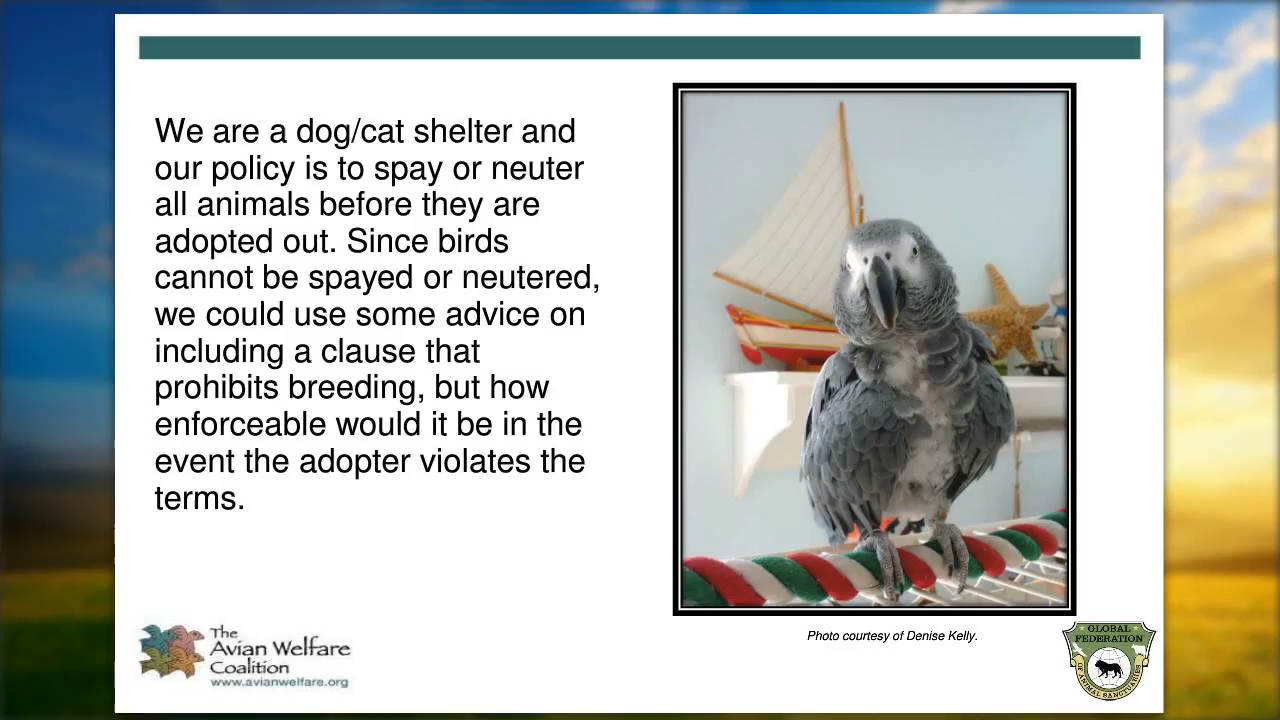 We are a dog/cat shelter and
our policy is to spay or neuter
all animals before they are
adopted out. Since birds
cannot be spayed or neutered,
we could use some advice on
including a clause that
prohibits breeding, but how
enforceable would it be in the
event the adopter violates the
terms.
Photo courtesy of Denise Kelly.
The
Avian Welfare
Coalition
www.avianwelfare.org
GLOBAL
FEDERATION
OF ANIMAL SANCTUARIES